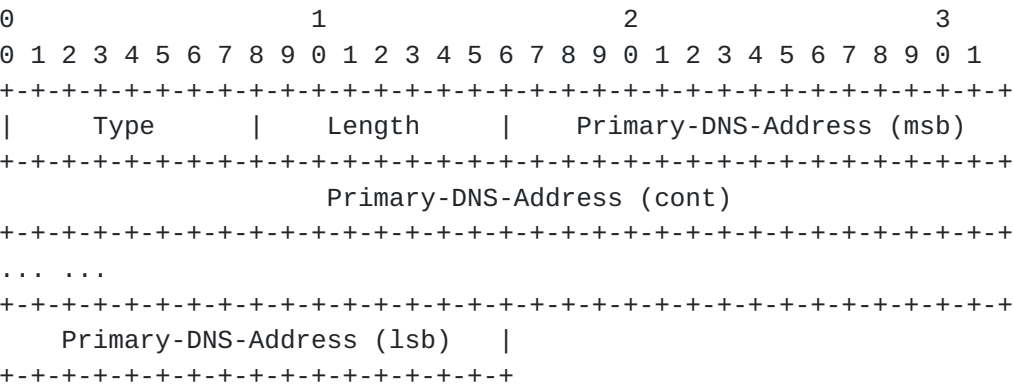 0                   1                   2                   3
0 1 2 3 4 5 6 7 8 9 0 1 2 3 4 5 6 7 8 9 0 1 2 3 4 5 6 7 8 9 0 1
+-+-+-+-+-+-+-+-+-+-+-+-+-+-+-+-+-+-+-+-+-+-+-+-+-+-+-+-+-+-+-+-+
|     Type      |    Length     |    Primary-DNS-Address (msb)
+-+-+-+-+-+-+-+-+-+-+-+-+-+-+-+-+-+-+-+-+-+-+-+-+-+-+-+-+-+-+-+-+
                     Primary-DNS-Address (cont)
+-+-+-+-+-+-+-+-+-+-+-+-+-+-+-+-+-+-+-+-+-+-+-+-+-+-+-+-+-+-+-+-+
... ...
+-+-+-+-+-+-+-+-+-+-+-+-+-+-+-+-+-+-+-+-+-+-+-+-+-+-+-+-+-+-+-+-+
    Primary-DNS-Address (lsb)   |
+-+-+-+-+-+-+-+-+-+-+-+-+-+-+-+-+